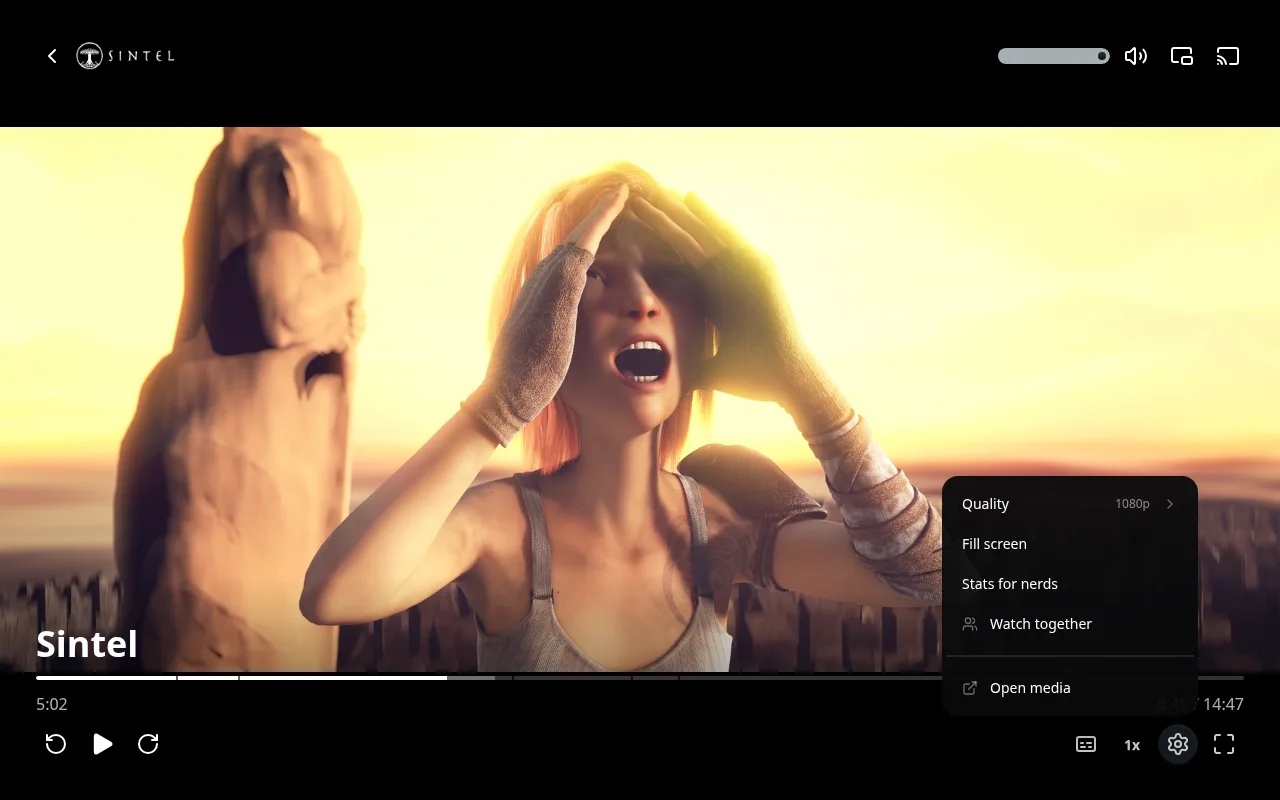 SINTEL
Quality 1080p
Fill screen
Stats for nerds
Watch together
Sintel
Open media
5:02
14:47
1x